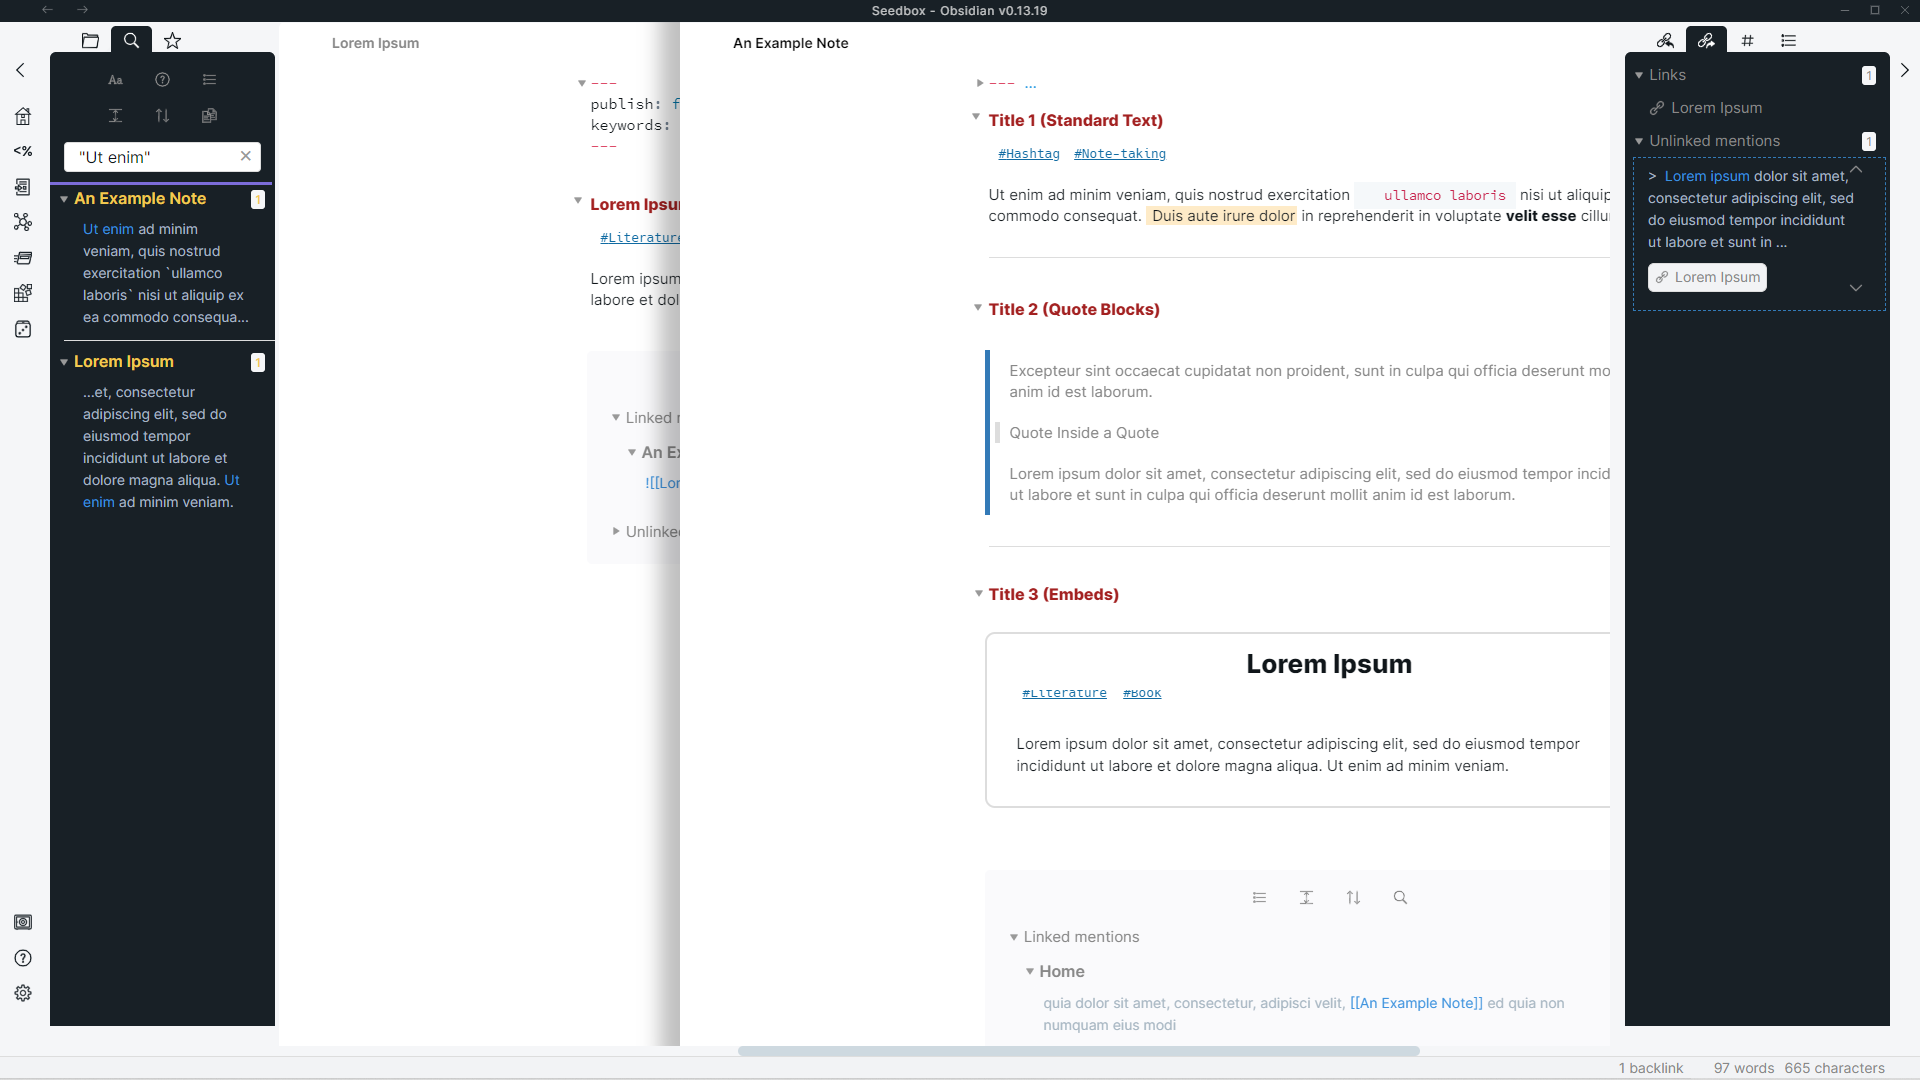 Seedbox - Obsidian v0.13.19
Aa
<%
"Ut enim"
An Example Note
1
Ut enim ad minim
veniam, quis nostrud
exercitation `ullamco
laboris` nisi ut aliquip ex
ea commodo consequa...
Lorem Ipsum
1
...et, consectetur
adipiscing elit, sed do
eiusmod tempor
incididunt ut labore et
dolore magna aliqua. Ut
enim ad minim veniam.
Lorem Ipsum
---
publish: f
keywords:
---
Lorem Ipsu
#Literature
Lorem ipsum
labore et dol
Linked
An Ex
![[Lor
Unlinked
An Example Note
--- ...
Title 1 (Standard Text)
#Hashtag #Note-taking
Ut enim ad minim veniam, quis nostrud exercitation ullamco laboris nisi ut aliquip
commodo consequat. Duis aute irure dolor in reprehenderit in voluptate velit esse cillu
Title 2 (Quote Blocks)
Excepteur sint occaecat cupidatat non proident, sunt in culpa qui officia deserunt mo
anim id est laborum.
Quote Inside a Quote
Lorem ipsum dolor sit amet, consectetur adipiscing elit, sed do eiusmod tempor incid
ut labore et sunt in culpa qui officia deserunt mollit anim id est laborum.
Title 3 (Embeds)
Lorem Ipsum
#Literature #Book
Lorem ipsum dolor sit amet, consectetur adipiscing elit, sed do eiusmod tempor
incididunt ut labore et dolore magna aliqua. Ut enim ad minim veniam.
Linked mentions
Home
quia dolor sit amet, consectetur, adipisci velit, [[An Example Note]] ed quia non
numquam eius modi
Links
1
Lorem Ipsum
Unlinked mentions
1
> Lorem ipsum dolor sit amet,
consectetur adipiscing elit, sed
do eiusmod tempor incididunt
ut labore et sunt in ...
Lorem Ipsum
1 backlink 97 words 665 characters